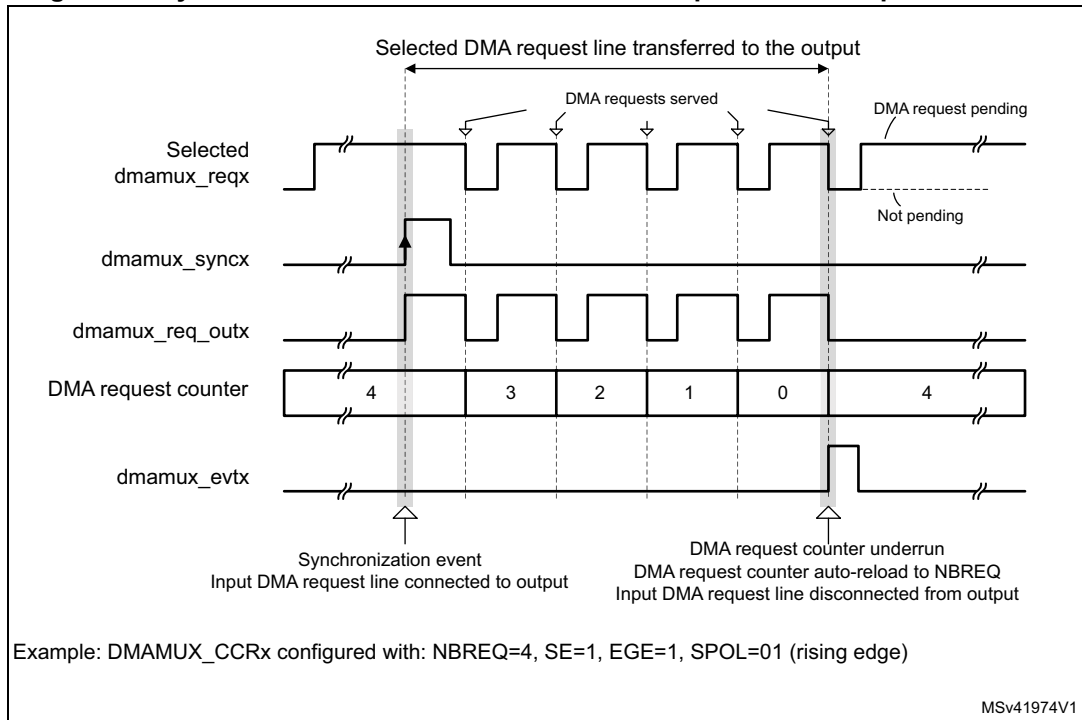 Selected DMA request line transferred to the output
DMA requests served
DMA request pending
Selected
dmamux_reqx
Not pending
dmamux_syncx
dmamux_req_outx
DMA request counter
4
3
2
1
0
4
dmamux_evtx
Synchronization event
Input DMA request line connected to output
DMA request counter underrun
DMA request counter auto-reload to NBREQ
Input DMA request line disconnected from output
Example: DMAMUX_CCRx configured with: NBREQ=4, SE=1, EGE=1, SPOL=01 (rising edge)
MSv41974V1